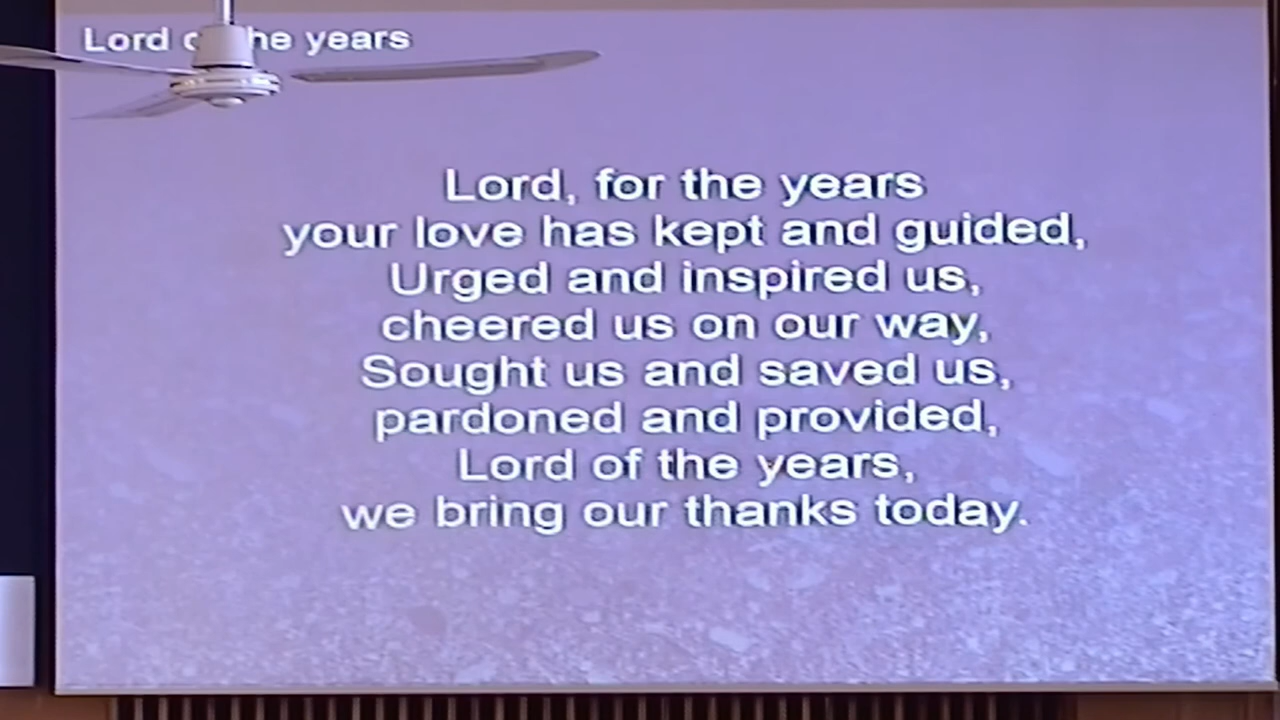 Lord of the years
Lord, for the years
your love has kept and guided,
Urged and inspired us,
cheered us on our way,
Sought us and saved us,
pardoned and provided,
Lord of the years,
we bring our thanks today.